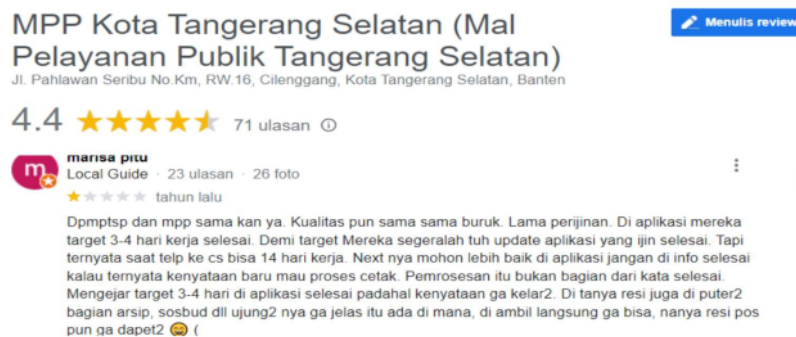 MPP Kota Tangerang Selatan (Mal
Pelayanan Publik Tangerang Selatan)
Menulis review
Jl. Pahlawan Seribu No.Km, RW.16, Cilenggang, Kota Tangerang Selatan, Banten
4.4 71 ulasan
marisa pitu
m
Local Guide · 23 ulasan · 26 foto
tahun lalu
Dpmptsp dan mpp sama kan ya. Kualitas pun sama sama buruk. Lama perijinan. Di aplikasi mereka
target 3-4 hari kerja selesai. Demi target Mereka segeralah tuh update aplikasi yang ijin selesai. Tapi
ternyata saat telp ke cs bisa 14 hari kerja. Next nya mohon lebih baik di aplikasi jangan di info selesai
kalau ternyata kenyataan baru mau proses cetak. Pemrosesan itu bukan bagian dari kata selesai.
Mengejar target 3-4 hari di aplikasi selesai padahal kenyataan ga kelar2. Di tanya resi juga di puter2
bagian arsip, sosbud dll ujung2 nya ga jelas itu ada di mana, di ambil langsung ga bisa, nanya resi pos
pun ga dapet2 😂 (